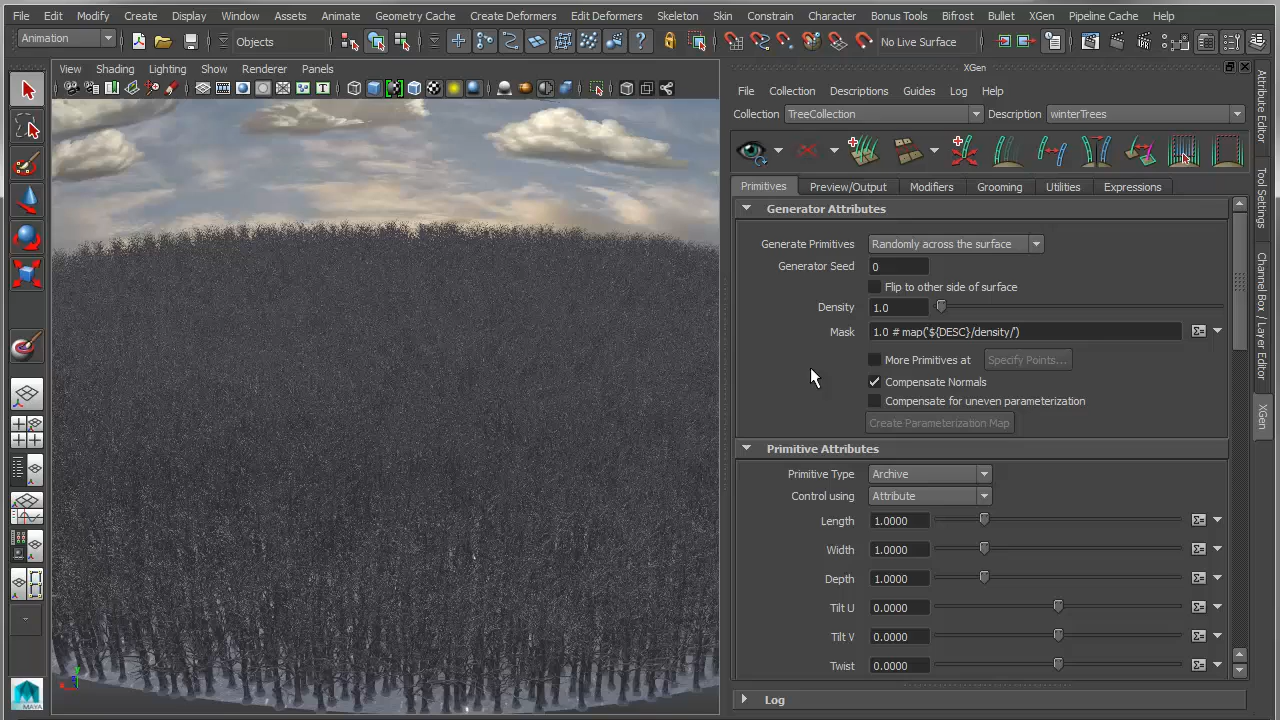 File Edit Modify Create Display Window Assets Animate Geometry Cache Create Deformers Edit Deformers Skeleton Skin Constrain Character Bonus Tools Bifrost Bullet XGen Pipeline Cache Help
Animation Objects No Live Surface
View Shading Lighting Show Renderer Panels
XGen
File Collection Descriptions Guides Log Help
Collection TreeCollection Description winterTrees
Primitives Preview/Output Modifiers Grooming Utilities Expressions
Generator Attributes
Generate Primitives Randomly across the surface
Generator Seed 0
Flip to other side of surface
Density 1.0
Mask 1.0 # map('${DESC}/density/')
More Primitives at Specify Points...
Compensate Normals
Compensate for uneven parameterization
Create Parameterization Map
Primitive Attributes
Primitive Type Archive
Control using Attribute
Length 1.0000
Width 1.0000
Depth 1.0000
Tilt U 0.0000
Tilt V 0.0000
Twist 0.0000
Log
Attribute Editor
Tool Settings
Channel Box / Layer Editor
XGen
MAYA